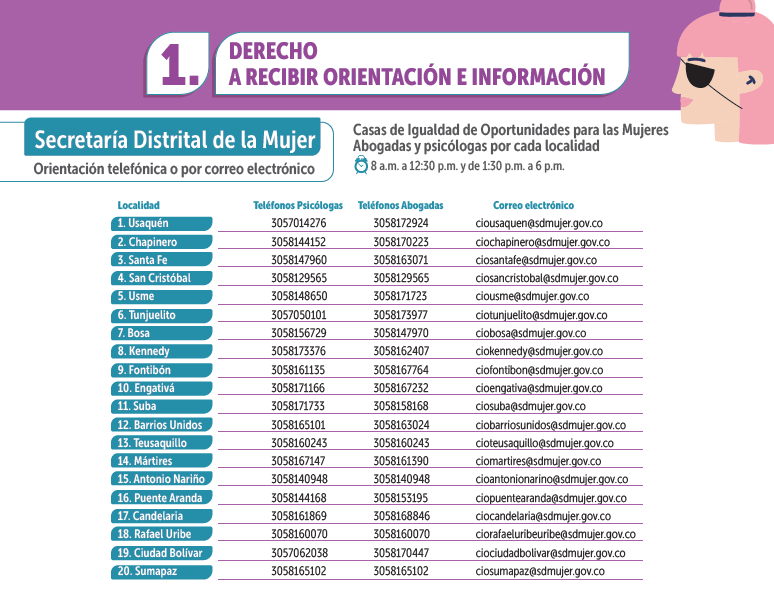 1.
DERECHO
A RECIBIR ORIENTACIÓN E INFORMACIÓN
Secretaría Distrital de la Mujer
Orientación telefónica o por correo electrónico
Casas de Igualdad de Oportunidades para las Mujeres
Abogadas y psicólogas por cada localidad
8 a.m. a 12:30 p.m. y de 1:30 p.m. a 6 p.m.
Localidad Teléfonos Psicólogas Teléfonos Abogadas Correo electrónico
1. Usaquén 3057014276 3058172924 ciousaquen@sdmujer.gov.co
2. Chapinero 3058144152 3058170223 ciochapinero@sdmujer.gov.co
3. Santa Fe 3058147960 3058163071 ciosantafe@sdmujer.gov.co
4. San Cristóbal 3058129565 3058129565 ciosancristobal@sdmujer.gov.co
5. Usme 3058148650 3058171723 ciousme@sdmujer.gov.co
6. Tunjuelito 3057050101 3058173977 ciotunjuelito@sdmujer.gov.co
7. Bosa 3058156729 3058147970 ciobosa@sdmujer.gov.co
8. Kennedy 3058173376 3058162407 ciokennedy@sdmujer.gov.co
9. Fontibón 3058161135 3058167764 ciofontibon@sdmujer.gov.co
10. Engativá 3058171166 3058167232 cioengativa@sdmujer.gov.co
11. Suba 3058171733 3058158168 ciosuba@sdmujer.gov.co
12. Barrios Unidos 3058165101 3058163024 ciobarriosunidos@sdmujer.gov.co
13. Teusaquillo 3058160243 3058160243 cioteusaquillo@sdmujer.gov.co
14. Mártires 3058167147 3058161390 ciomartires@sdmujer.gov.co
15. Antonio Nariño 3058140948 3058140948 cioantonionarino@sdmujer.gov.co
16. Puente Aranda 3058144168 3058153195 ciopuentearanda@sdmujer.gov.co
17. Candelaria 3058161869 3058168846 ciocandelaria@sdmujer.gov.co
18. Rafael Uribe 3058160070 3058160070 ciorafaeluribeuribe@sdmujer.gov.co
19. Ciudad Bolívar 3057062038 3058170447 ciociudadbolivar@sdmujer.gov.co
20. Sumapaz 3058165102 3058165102 ciosumapaz@sdmujer.gov.co